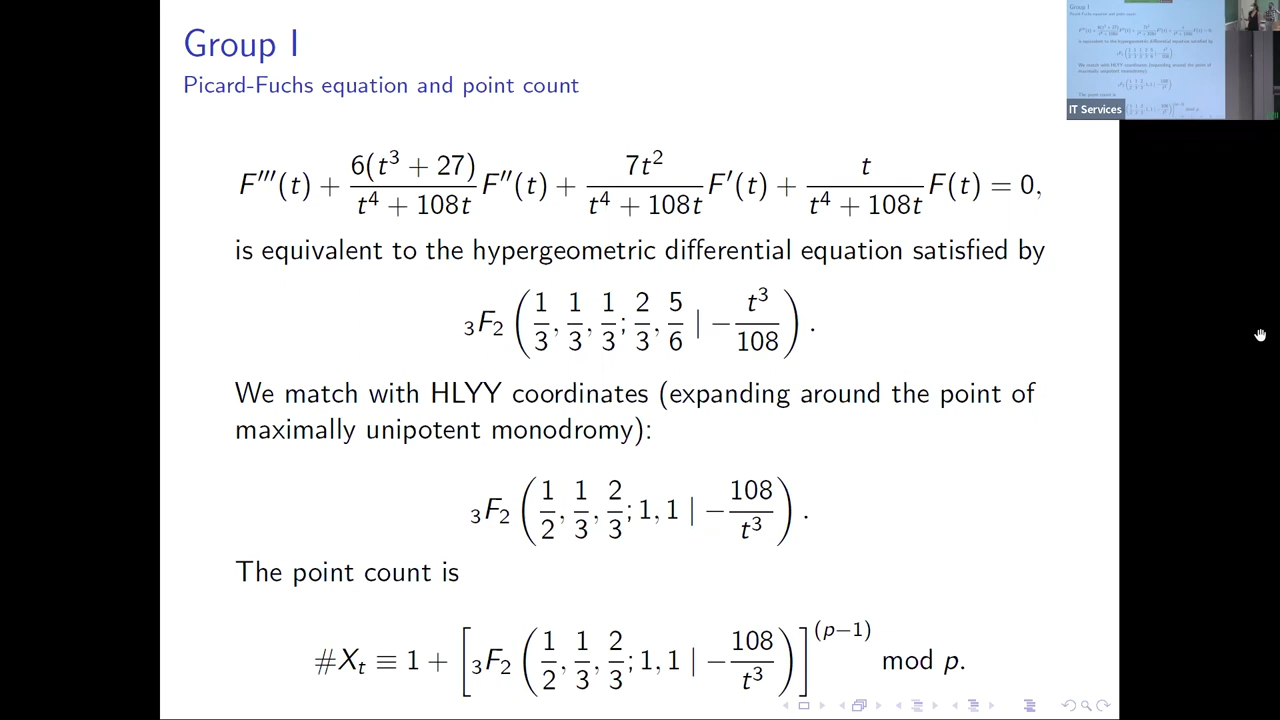 Group I
Picard-Fuchs equation and point count
F′′′(t) + 6(t³ + 27)/(t⁴ + 108t) F′′(t) + 7t²/(t⁴ + 108t) F′(t) + t/(t⁴ + 108t) F(t) = 0,
is equivalent to the hypergeometric differential equation satisfied by
₃F₂ (1/3, 1/3, 1/3; 2/3, 5/6 | −t³/108).
We match with HLYY coordinates (expanding around the point of
maximally unipotent monodromy):
₃F₂ (1/2, 1/3, 2/3; 1, 1 | −108/t³).
The point count is
#Xₜ ≡ 1 + [₃F₂ (1/2, 1/3, 2/3; 1, 1 | −108/t³)]^(p−1) mod p.
IT Services